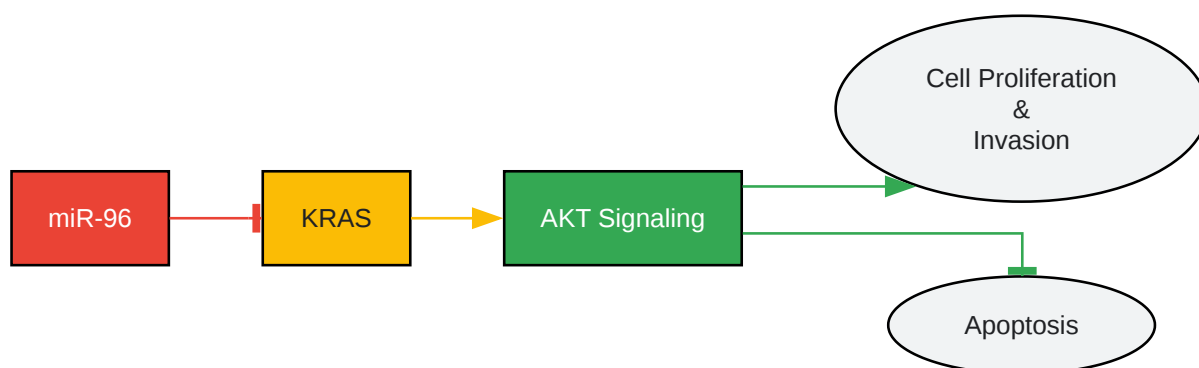 Cell Proliferation
&
Invasion
miR-96
KRAS
AKT Signaling
Apoptosis